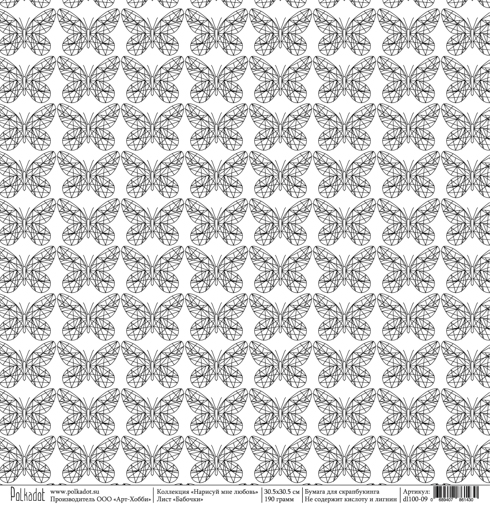 Polkadot
www.polkadot.su
Производитель ООО «Арт-Хобби»
Коллекция «Нарисуй мне любовь»
Лист «Бабочки»
30.5x30.5 см
190 грамм
Бумага для скрапбукинга
Не содержит кислоту и лигнин
Артикул:
dl100-09